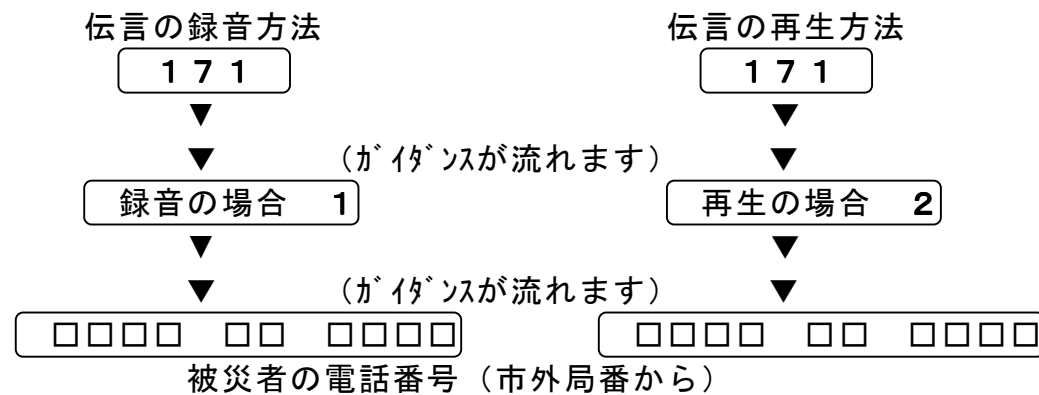 伝言の録音方法 伝言の再生方法
１７１ １７１
▼ ▼
▼ （ｶﾞｲﾀﾞﾝｽが流れます） ▼
録音の場合　１ 再生の場合　２
▼ ▼
▼ （ｶﾞｲﾀﾞﾝｽが流れます） ▼
□□□□　□□　□□□□ □□□□　□□　□□□□
被災者の電話番号（市外局番から）